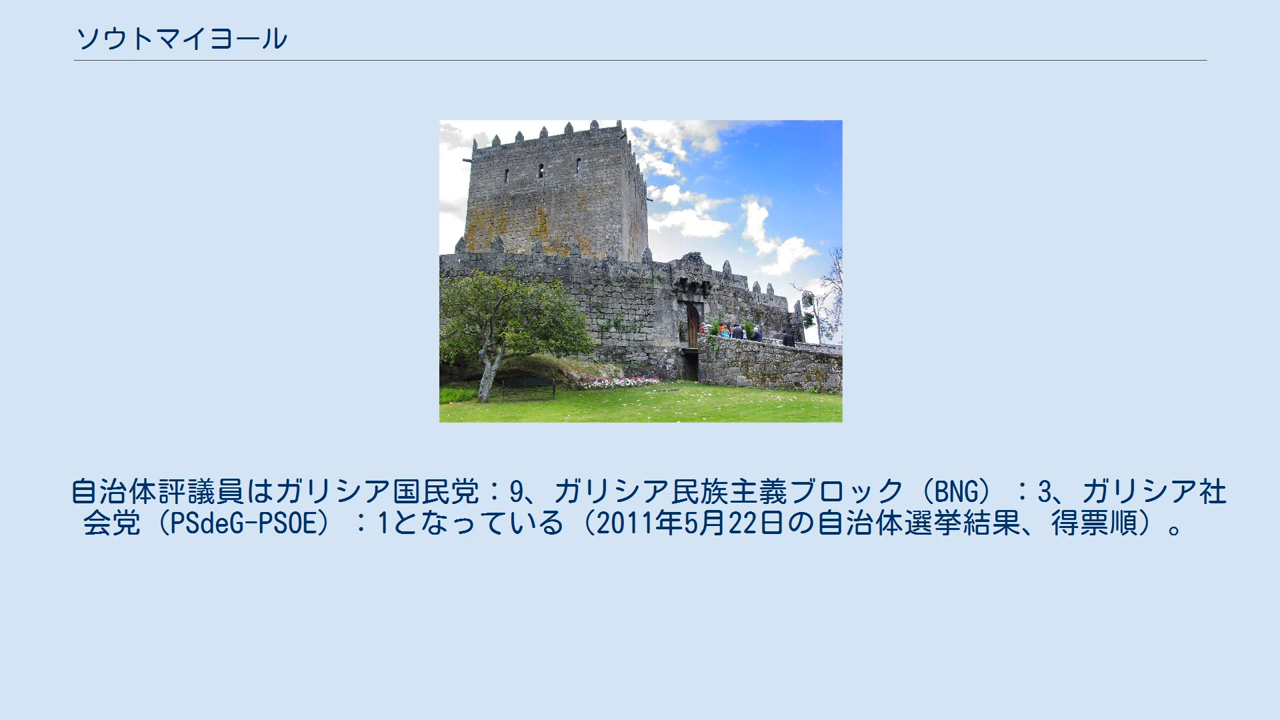 ソウトマイヨール
自治体評議員はガリシア国民党：9、ガリシア民族主義ブロック（BNG）：3、ガリシア社
会党（PSdeG-PSOE）：1となっている（2011年5月22日の自治体選挙結果、得票順）。